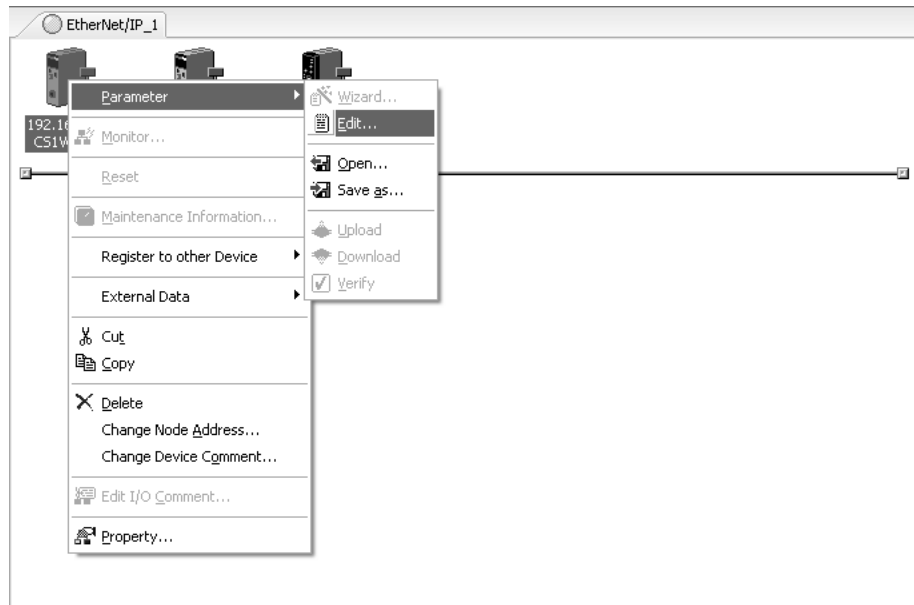 EtherNet/IP_1
192.16
CS1W
Parameter
Monitor...
Reset
Maintenance Information...
Register to other Device
External Data
Cut
Copy
Delete
Change Node Address...
Change Device Comment...
Edit I/O Comment...
Property...
Wizard...
Edit...
Open...
Save as...
Upload
Download
Verify